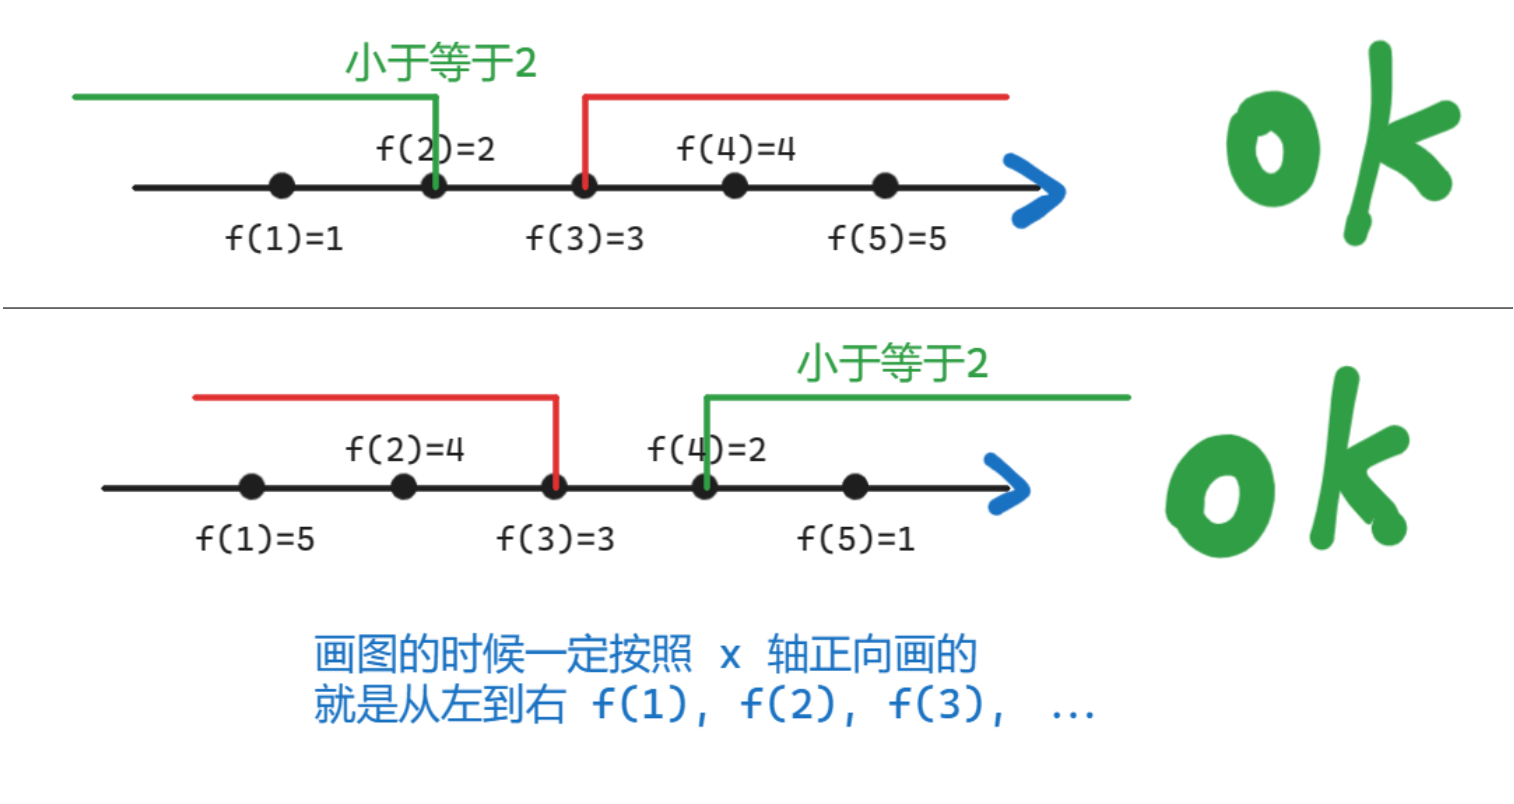 小于等于2
f(2)=2 f(4)=4
f(1)=1 f(3)=3 f(5)=5
ok
小于等于2
f(2)=4 f(4)=2
f(1)=5 f(3)=3 f(5)=1
ok
画图的时候一定按照 x 轴正向画的
就是从左到右 f(1), f(2), f(3), ...